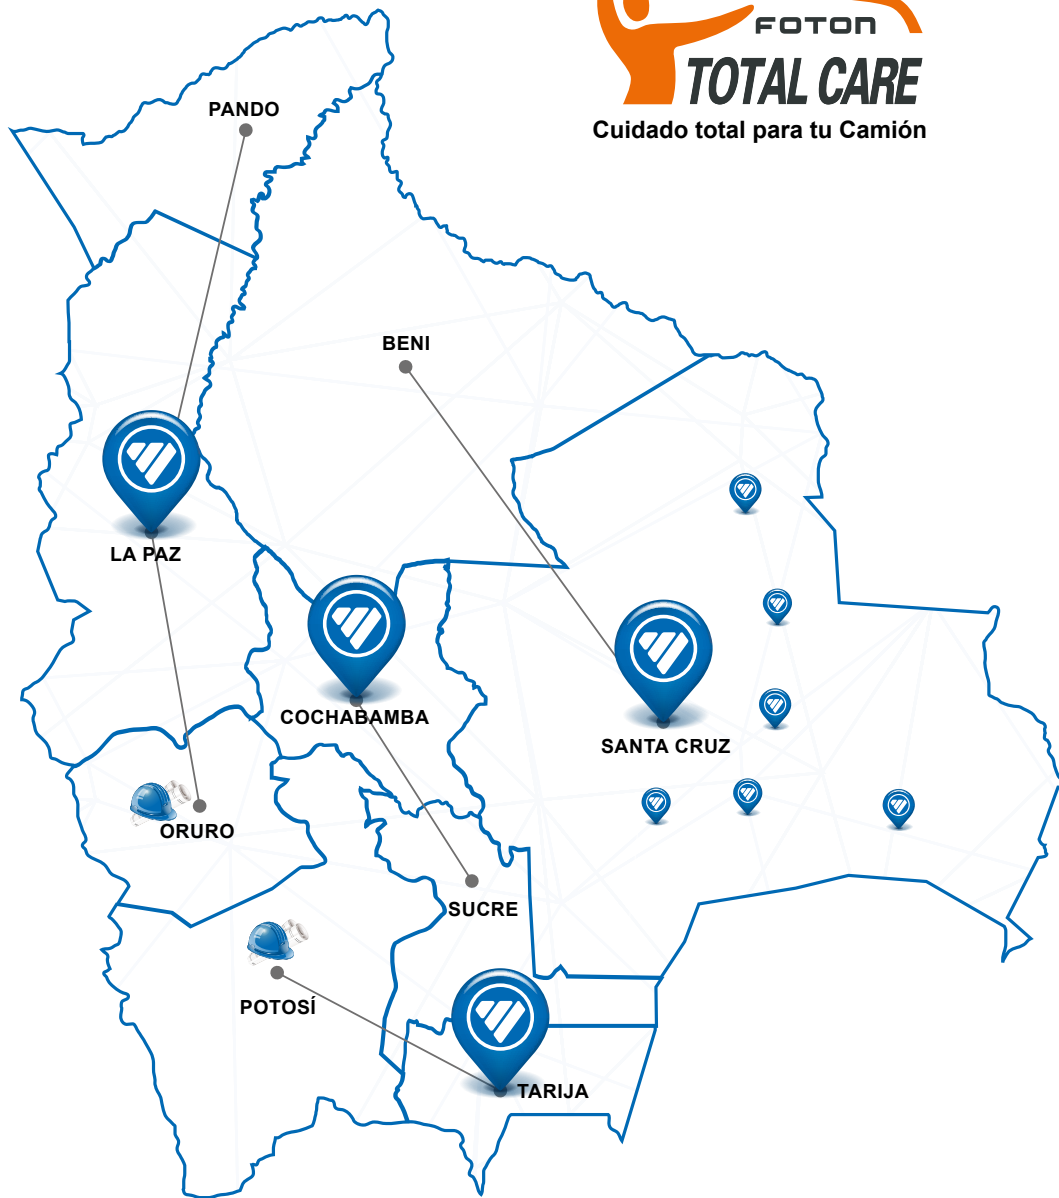 FOTON
TOTAL CARE
Cuidado total para tu Camión
PANDO
BENI
LA PAZ
COCHABAMBA
SANTA CRUZ
ORURO
SUCRE
POTOSÍ
TARIJA